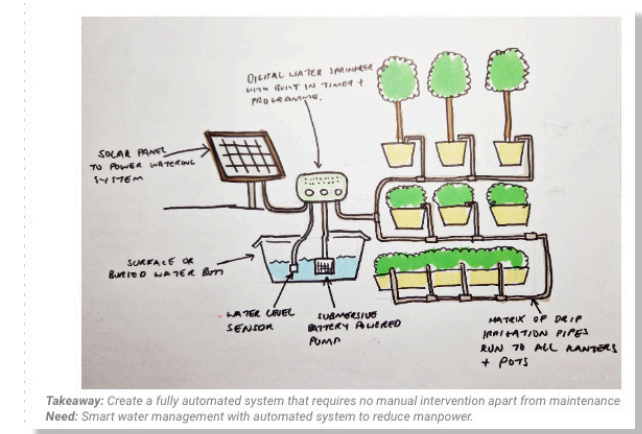 DIGITAL WATER SPRINKLER
WITH BUILT IN TIMER +
PROGRAMME.
SOLAR PANEL
TO POWER WATERING
SYSTEM
SURFACE OR
BURIED WATER BUTT
WATER LEVEL
SENSOR
SUBMERSIVE
BATTERY POWERED
PUMP
MATRIX OF DRIP
IRRIGATION PIPES
RUN TO ALL PLANTERS
+ POTS
Takeaway: Create a fully automated system that requires no manual intervention apart from maintenance
Need: Smart water management with automated system to reduce manpower.